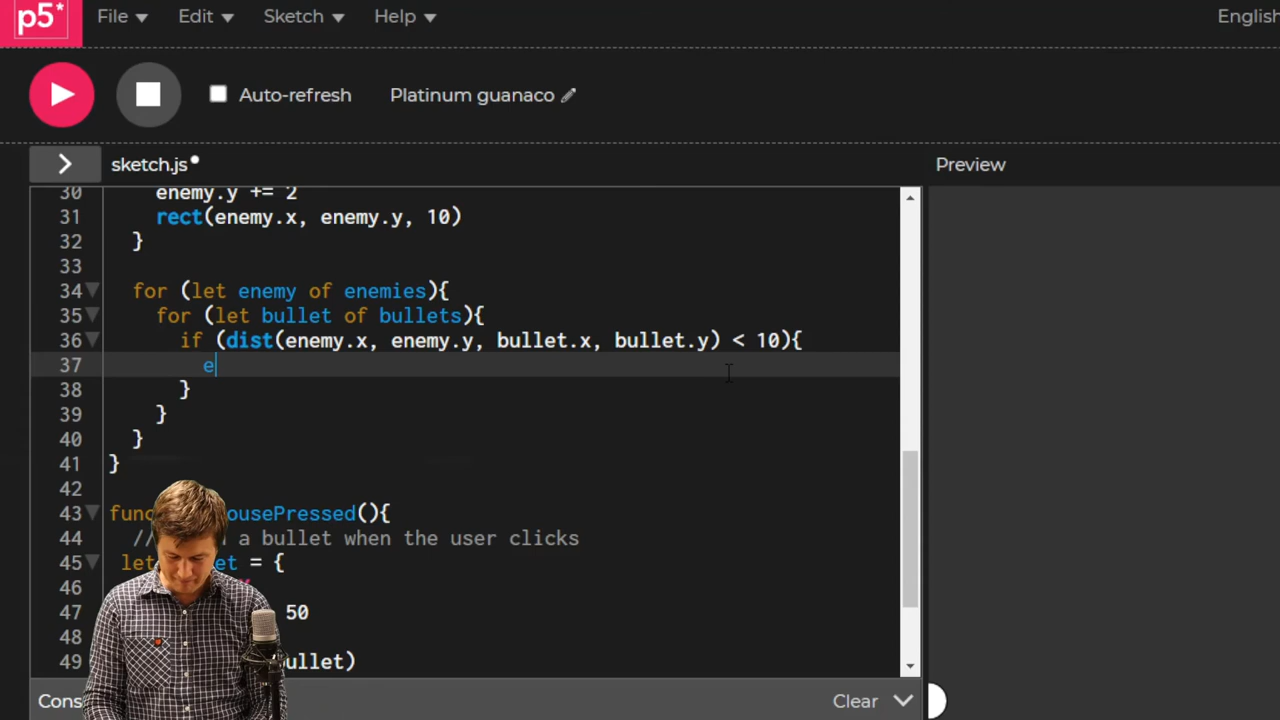 p5* File Edit Sketch Help English
Auto-refresh Platinum guanaco
> sketch.js Preview
30 enemy.y += 2
31 rect(enemy.x, enemy.y, 10)
32 }
33
34 for (let enemy of enemies){
35 for (let bullet of bullets){
36 if (dist(enemy.x, enemy.y, bullet.x, bullet.y) < 10){
37 e
38 }
39 }
40 }
41 }
42
43 func ousePressed(){
44 // a bullet when the user clicks
45 let et = {
46
47 50
48
49 ullet)
Cons Clear